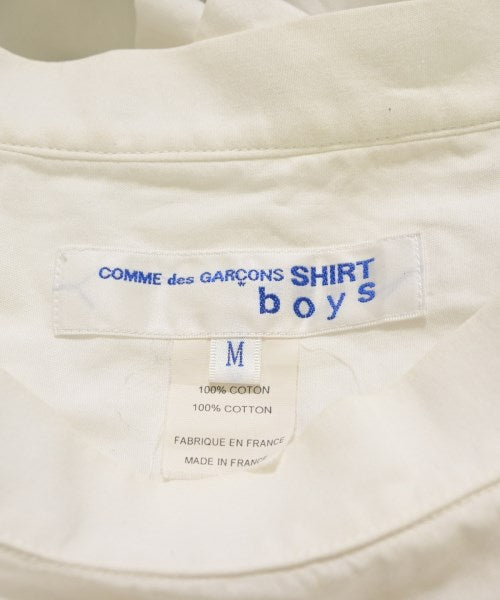 COMME des GARÇONS SHIRT
boys
M
100% COTON
100% COTTON
FABRIQUE EN FRANCE
MADE IN FRANCE